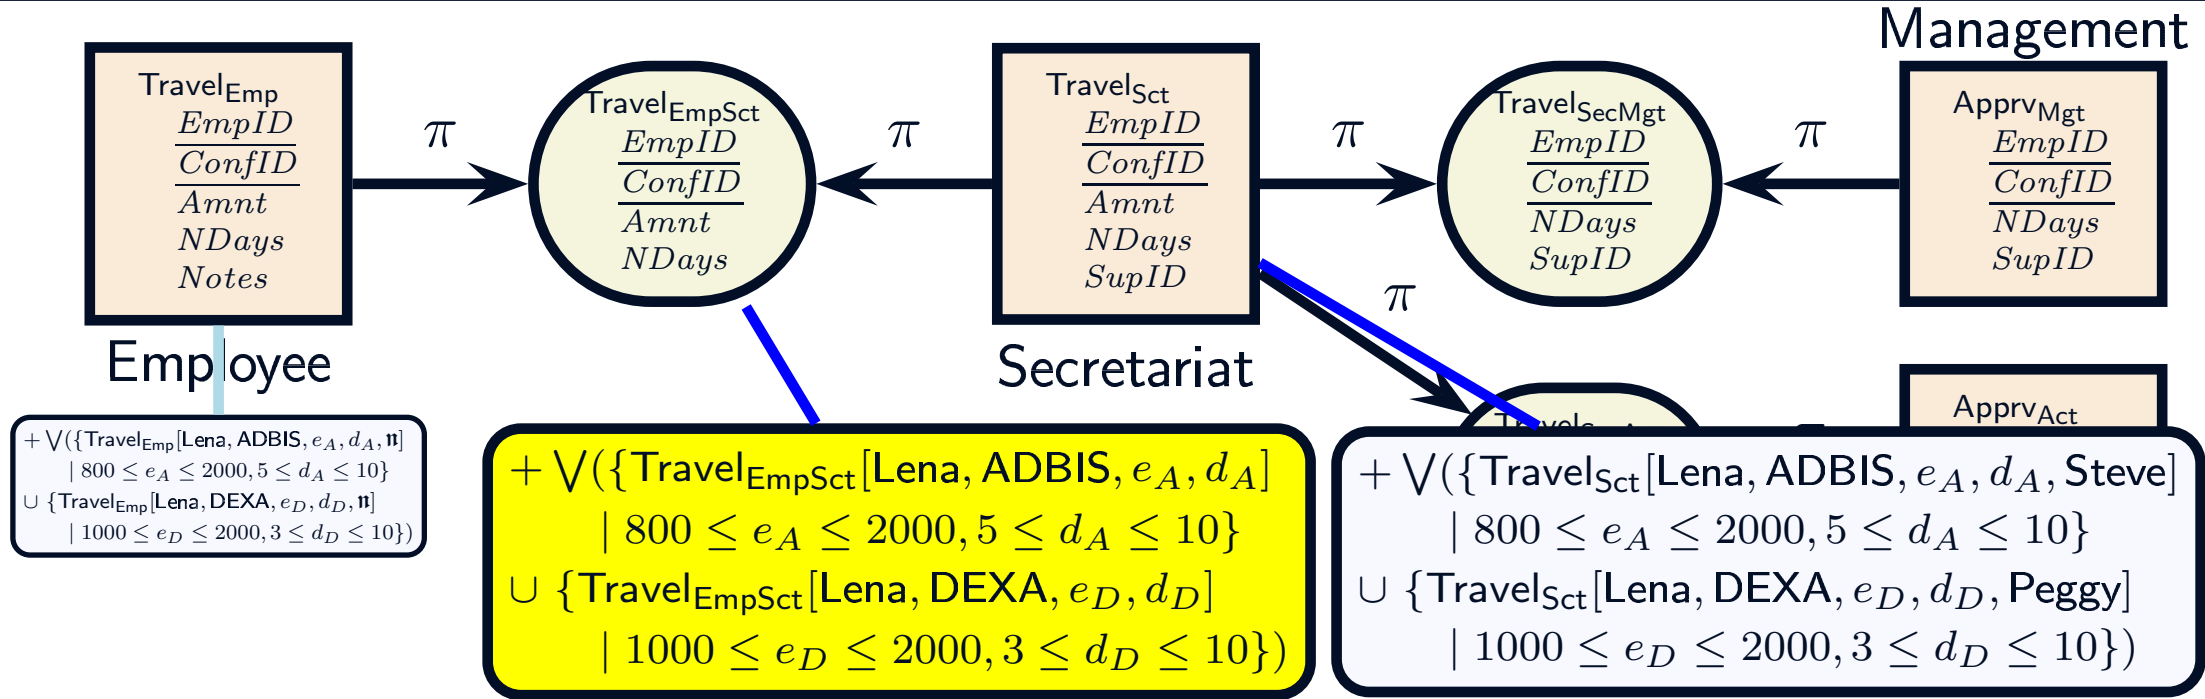 Management
Travel_Emp
EmpID
ConfID
Amnt
NDays
Notes
π
Travel_EmpSct
EmpID
ConfID
Amnt
NDays
π
Travel_Sct
EmpID
ConfID
Amnt
NDays
SupID
π
Travel_SecMgt
EmpID
ConfID
NDays
SupID
π
Apprv_Mgt
EmpID
ConfID
NDays
SupID
π
Employee
Secretariat
Apprv_Act
+ ⋁({Travel_Emp[Lena, ADBIS, e_A, d_A, 𝖓]
| 800 ≤ e_A ≤ 2000, 5 ≤ d_A ≤ 10}
∪ {Travel_Emp[Lena, DEXA, e_D, d_D, 𝖓]
| 1000 ≤ e_D ≤ 2000, 3 ≤ d_D ≤ 10})
+ ⋁({Travel_EmpSct[Lena, ADBIS, e_A, d_A]
| 800 ≤ e_A ≤ 2000, 5 ≤ d_A ≤ 10}
∪ {Travel_EmpSct[Lena, DEXA, e_D, d_D]
| 1000 ≤ e_D ≤ 2000, 3 ≤ d_D ≤ 10})
+ ⋁({Travel_Sct[Lena, ADBIS, e_A, d_A, Steve]
| 800 ≤ e_A ≤ 2000, 5 ≤ d_A ≤ 10}
∪ {Travel_Sct[Lena, DEXA, e_D, d_D, Peggy]
| 1000 ≤ e_D ≤ 2000, 3 ≤ d_D ≤ 10})